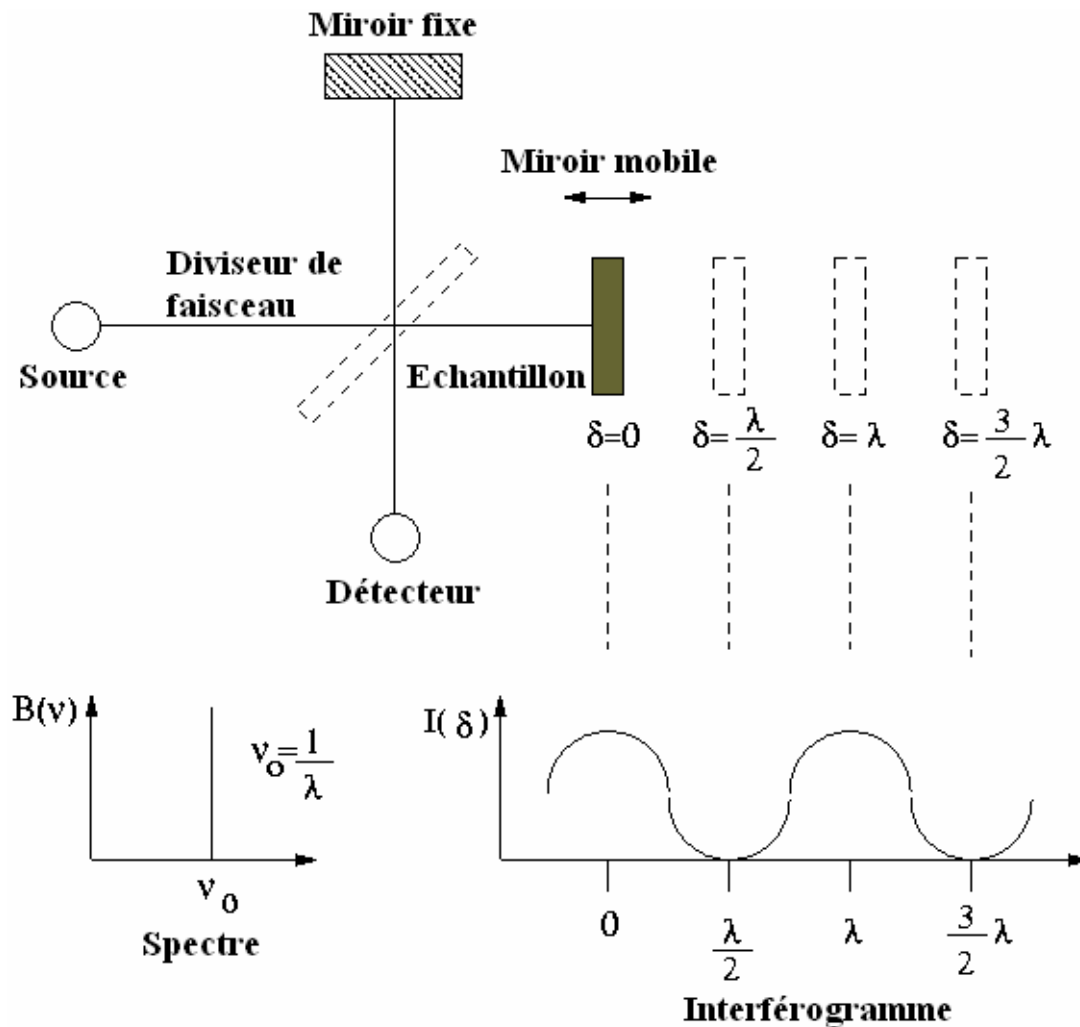 Miroir fixe
Miroir mobile
Diviseur de
faisceau
Source
Echantillon
δ=0
δ=λ/2
δ=λ
δ=3/2 λ
Détecteur
B(ν)
ν₀=1/λ
ν₀
Spectre
I(δ)
0
λ/2
λ
3/2 λ
Interférogramme